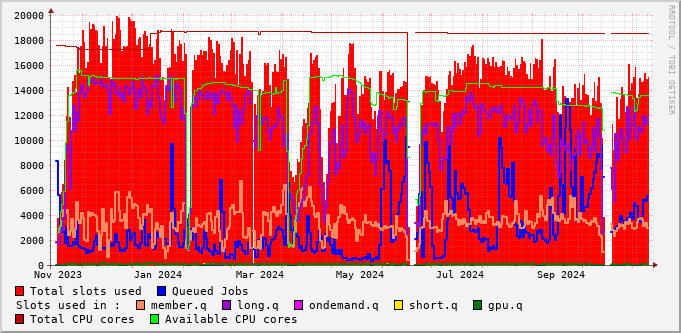 20000
18000
16000
14000
12000
10000
8000
6000
4000
2000
0
Nov 2023 Jan 2024 Mar 2024 May 2024 Jul 2024 Sep 2024
RRDTOOL / TOBI OETIKER
Total slots used Queued Jobs
Slots used in : member.q long.q ondemand.q short.q gpu.q
Total CPU cores Available CPU cores